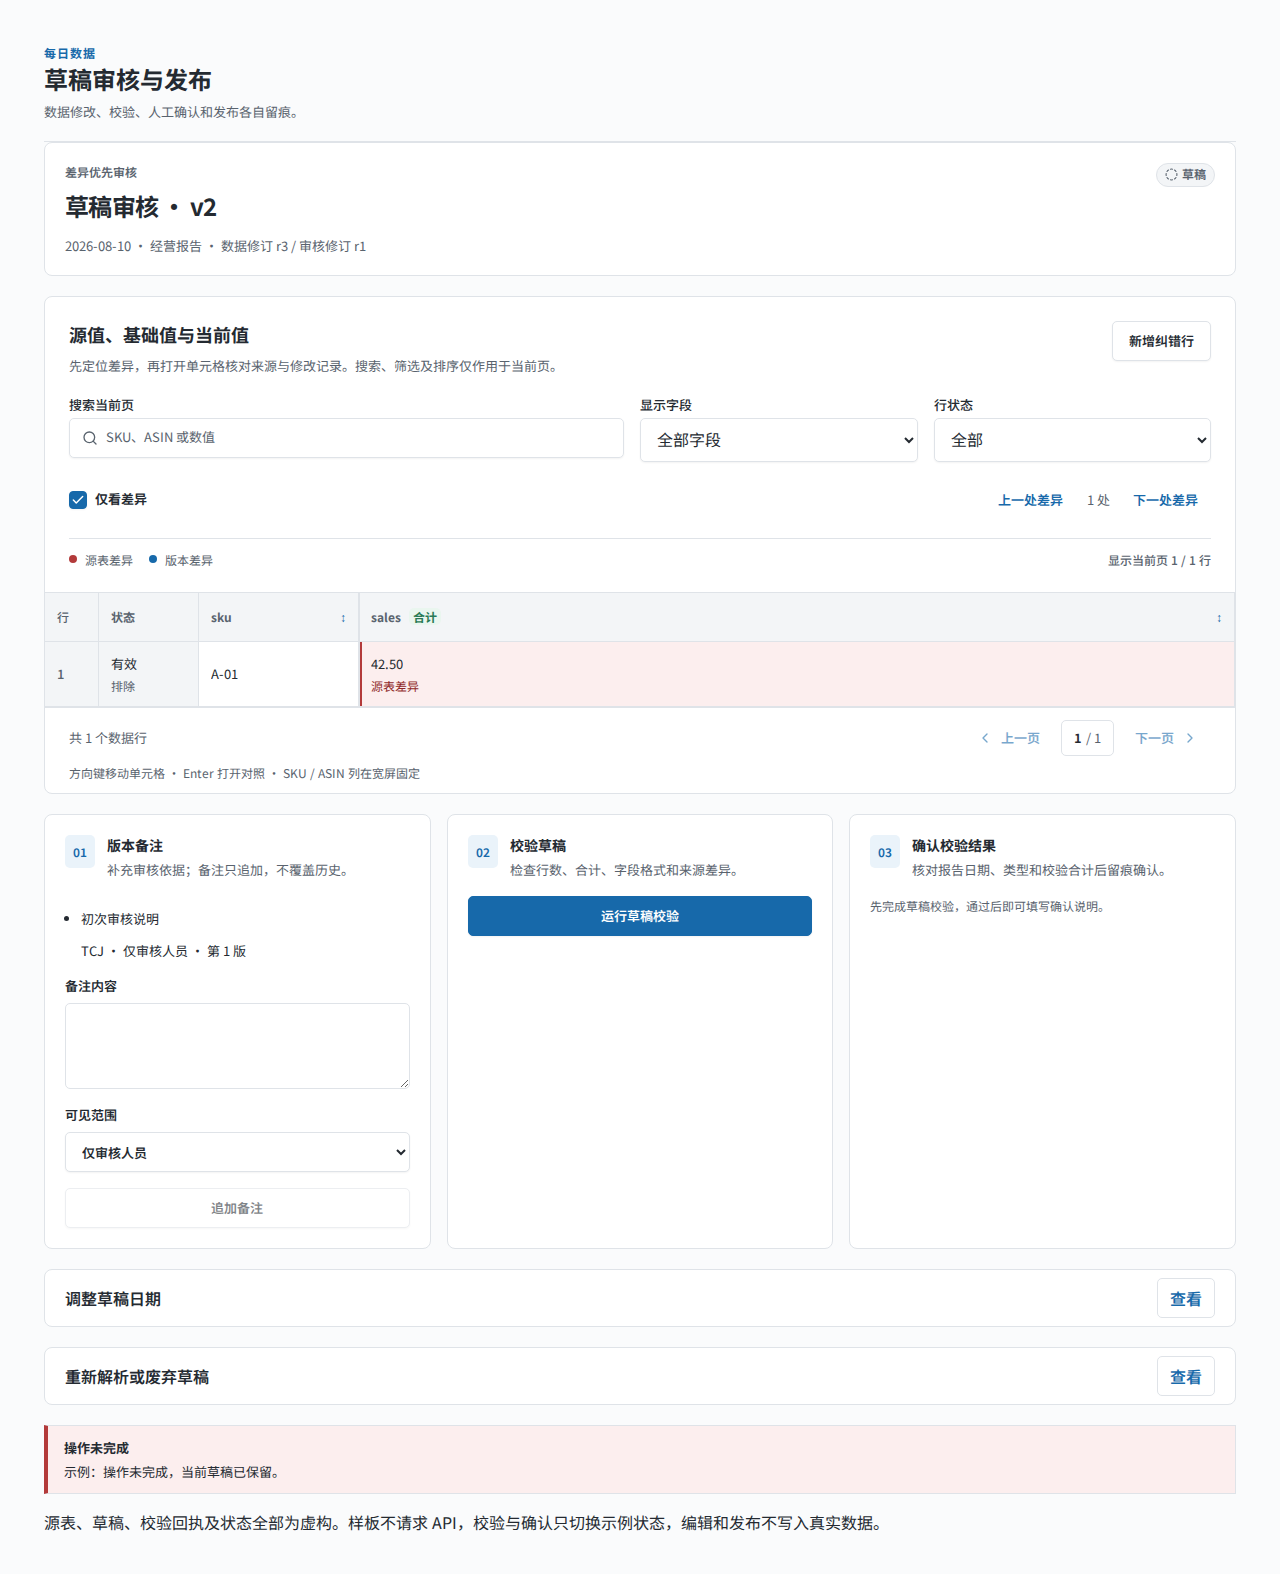 每日数据
草稿审核与发布
数据修改、校验、人工确认和发布各自留痕。
差异优先审核
草稿
草稿审核 · v2
2026-08-10 · 经营报告 · 数据修订 r3 / 审核修订 r1
源值、基础值与当前值
新增纠错行
先定位差异，再打开单元格核对来源与修改记录。搜索、筛选及排序仅作用于当前页。
搜索当前页 显示字段 行状态
SKU、ASIN 或数值 全部字段 全部
仅看差异 上一处差异 1 处 下一处差异
源表差异 版本差异 显示当前页 1 / 1 行
行 状态 sku ↕ sales 合计 ↕
1 有效 A-01 42.50
排除 源表差异
共 1 个数据行 上一页 1 / 1 下一页
方向键移动单元格 · Enter 打开对照 · SKU / ASIN 列在宽屏固定
01 版本备注
补充审核依据；备注只追加，不覆盖历史。
初次审核说明
TCJ · 仅审核人员 · 第 1 版
备注内容
可见范围
仅审核人员
追加备注
02 校验草稿
检查行数、合计、字段格式和来源差异。
运行草稿校验
03 确认校验结果
核对报告日期、类型和校验合计后留痕确认。
先完成草稿校验，通过后即可填写确认说明。
调整草稿日期 查看
重新解析或废弃草稿 查看
操作未完成
示例：操作未完成，当前草稿已保留。
源表、草稿、校验回执及状态全部为虚构。样板不请求 API，校验与确认只切换示例状态，编辑和发布不写入真实数据。